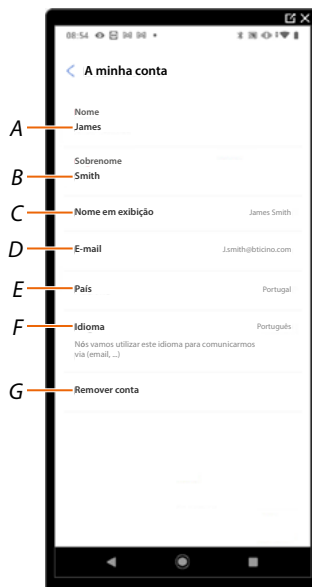 08:54
A minha conta
Nome
A James
Sobrenome
B Smith
C Nome em exibição James Smith
D E-mail J.smith@bticino.com
E País Portugal
F Idioma Português
Nós vamos utilizar este idioma para comunicarmos
via (email, ...)
G Remover conta